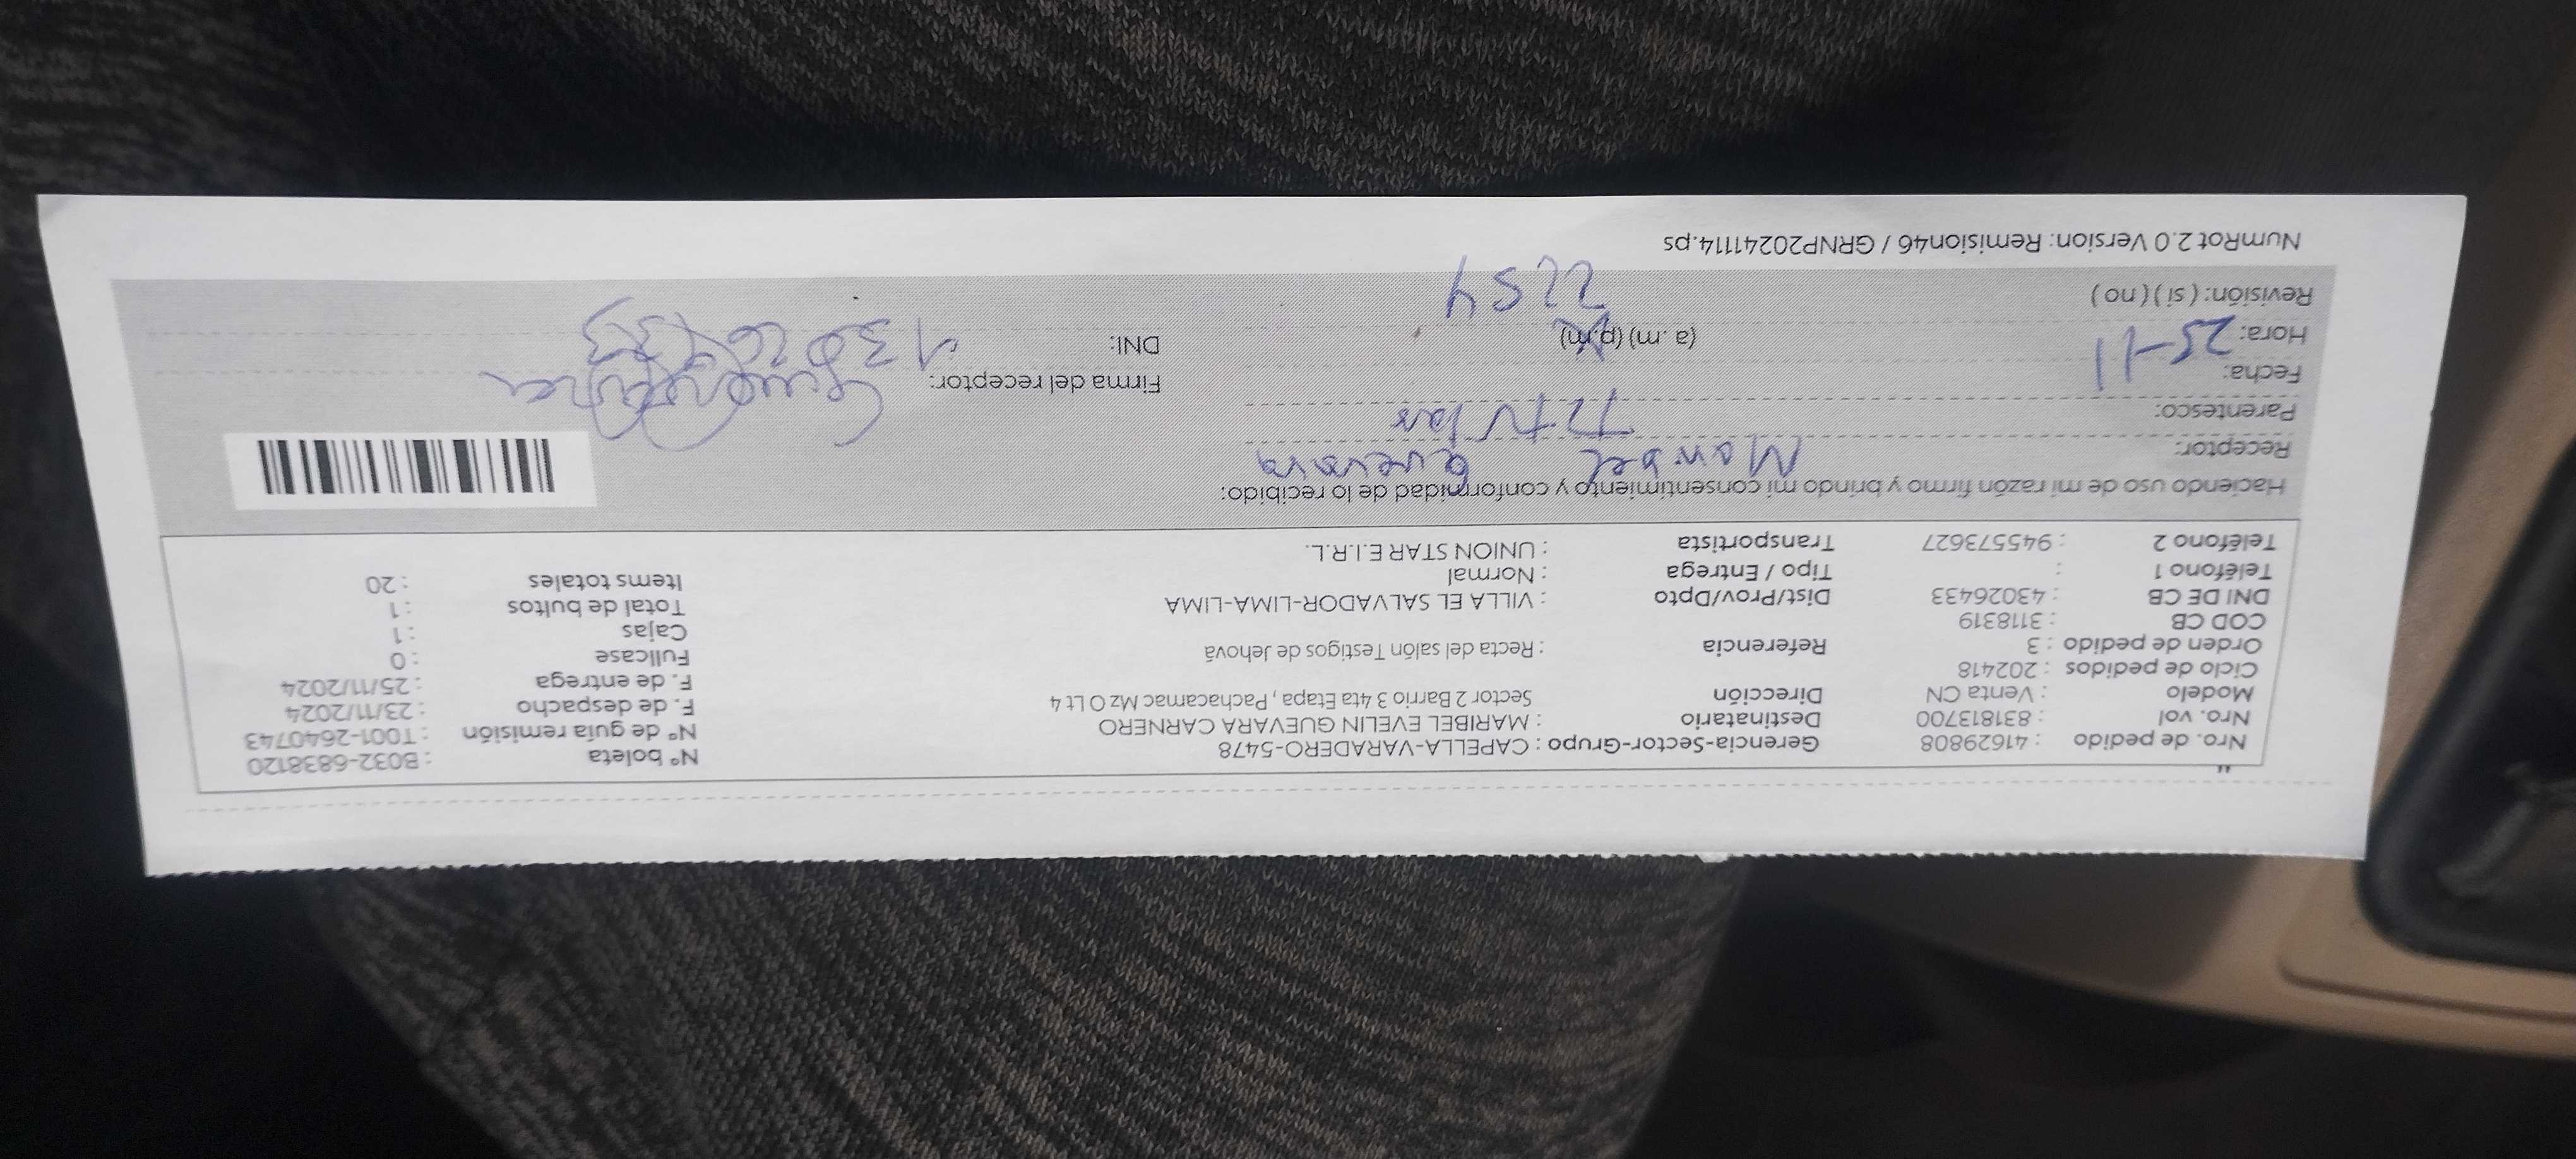 Nro. de pedido : 41629808 Gerencia-Sector-Grupo : CAPELLA-VARADERO-5478 N° boleta : B032-6838120
Nro. vol : 831813700 Destinatario : MARIBEL EVELIN GUEVARA CARNERO N° de guía remisión : T001-2640743
Modelo : Venta CN Dirección Sector 2 Barrio 3 4ta Etapa , Pachacamac Mz O Lt 4 F. de despacho : 23/11/2024
Ciclo de pedidos : 202418 F. de entrega : 25/11/2024
Orden de pedido : 3 Referencia : Recta del salón Testigos de Jehová Fullcase : 0
COD CB : 3118319 Cajas : 1
DNI DE CB : 43026433 Dist/Prov/Dpto : VILLA EL SALVADOR-LIMA-LIMA Total de bultos : 1
Teléfono 1 : Tipo / Entrega : Normal Items totales : 20
Teléfono 2 : 945573627 Transportista : UNION STAR E.I.R.L.
Haciendo uso de mi razón firmo y brindo mi consentimiento y conformidad de lo recibido:
Receptor: Maribel Guevara
Parentesco: Titular
Fecha: 25-11 Firma del receptor:
Hora: (a. m) (p. m) DNI:
2254
Revisión: ( si ) ( no )
NumRot 2.0 Version: Remision46 / GRNP20241114.ps